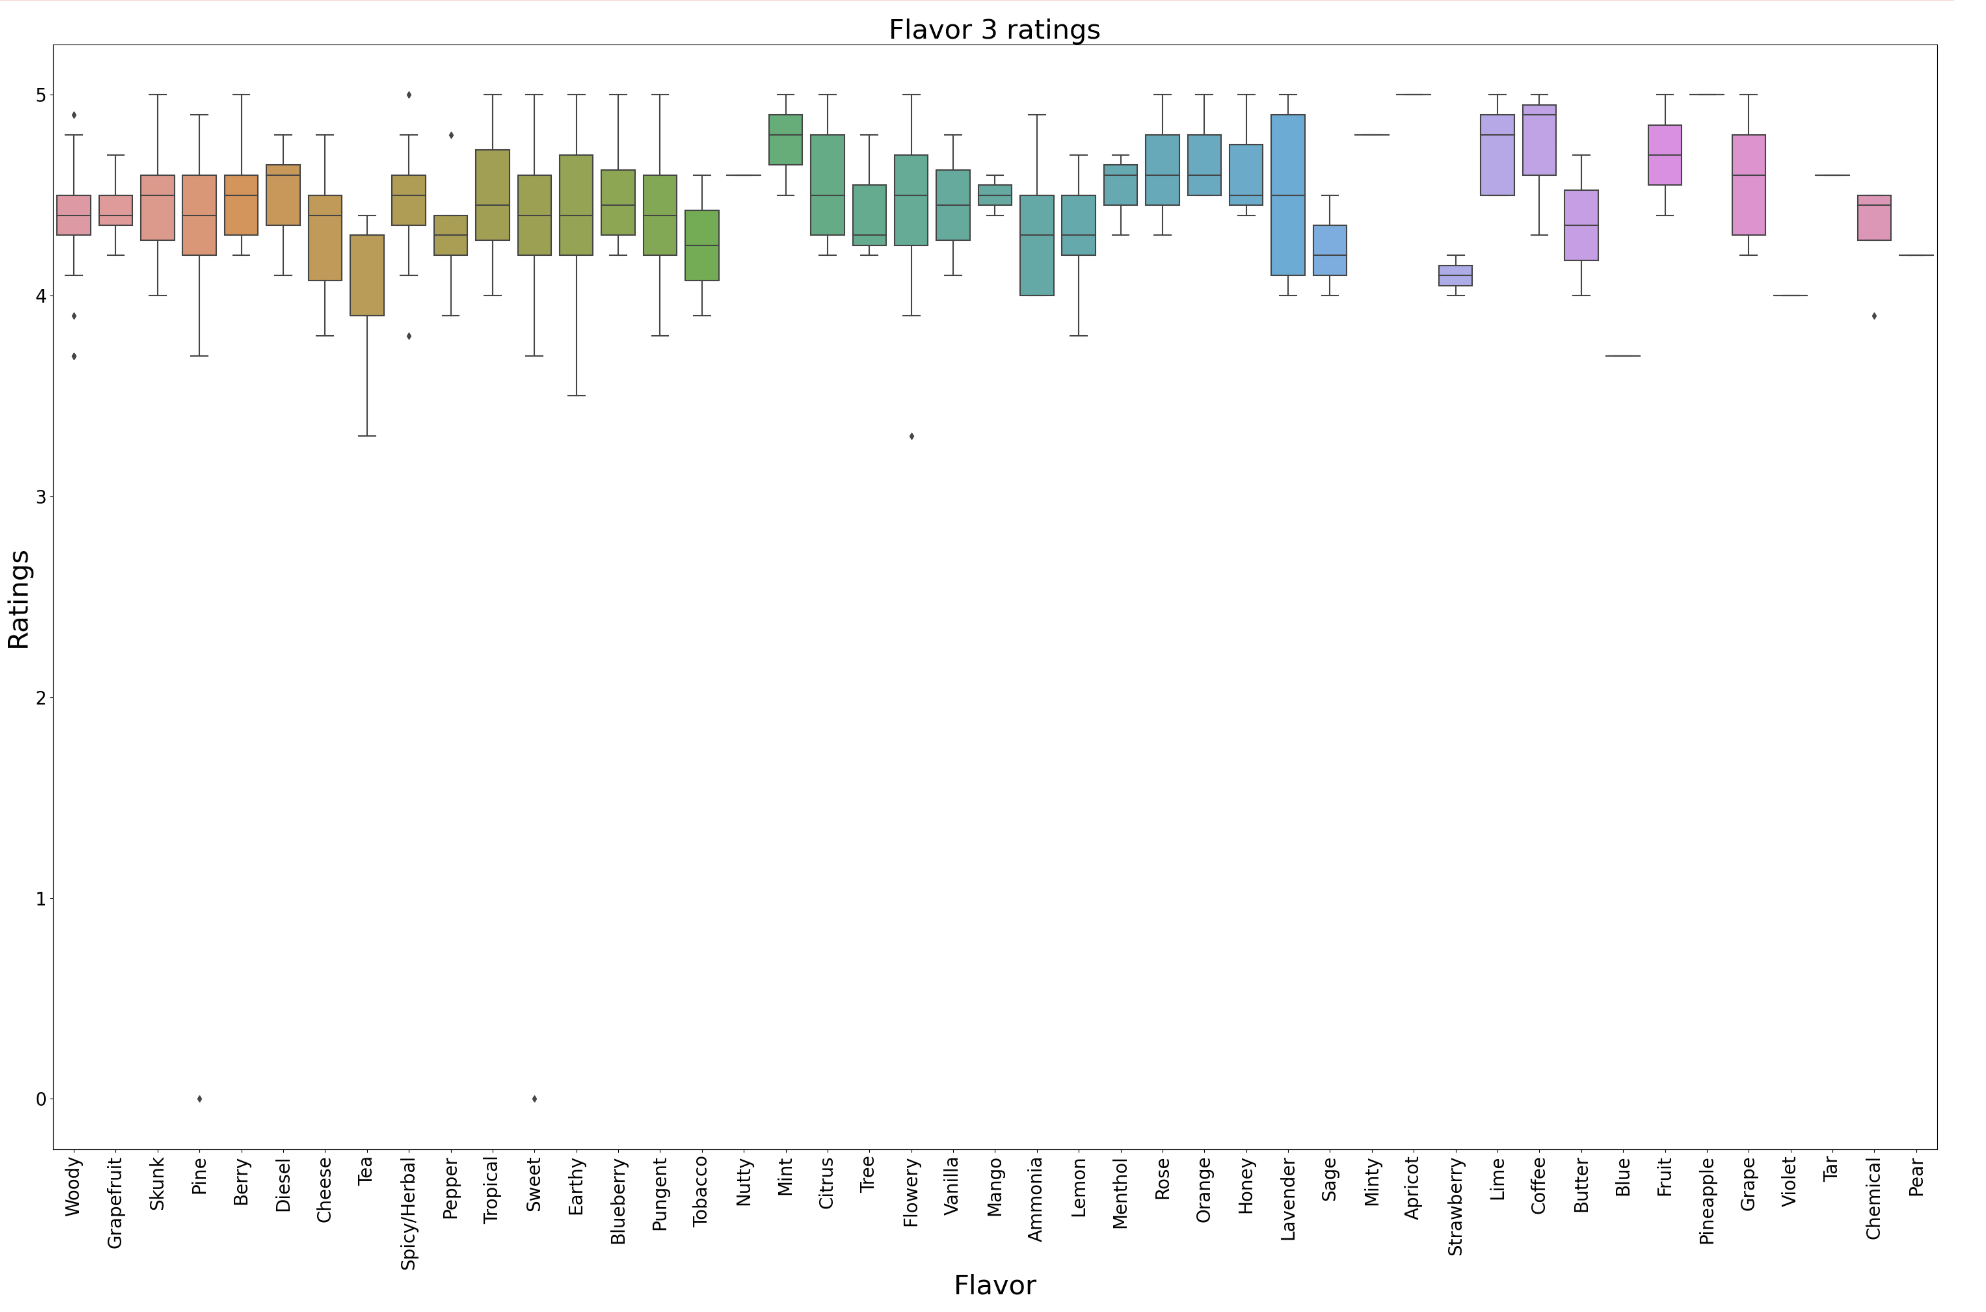 Flavor 3 ratings
Ratings
5
4
3
2
1
0
Woody
Grapefruit
Skunk
Pine
Berry
Diesel
Cheese
Tea
Spicy/Herbal
Pepper
Tropical
Sweet
Earthy
Blueberry
Pungent
Tobacco
Nutty
Mint
Citrus
Tree
Flowery
Vanilla
Mango
Ammonia
Lemon
Menthol
Rose
Orange
Honey
Lavender
Sage
Minty
Apricot
Strawberry
Lime
Coffee
Butter
Blue
Fruit
Pineapple
Grape
Violet
Tar
Chemical
Pear
Flavor